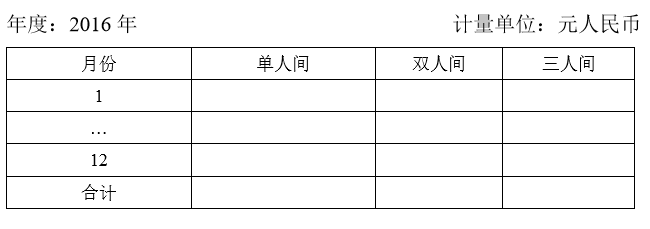 年度：2016 年 计量单位：元人民币
月份 单人间 双人间 三人间
1
…
12
合计